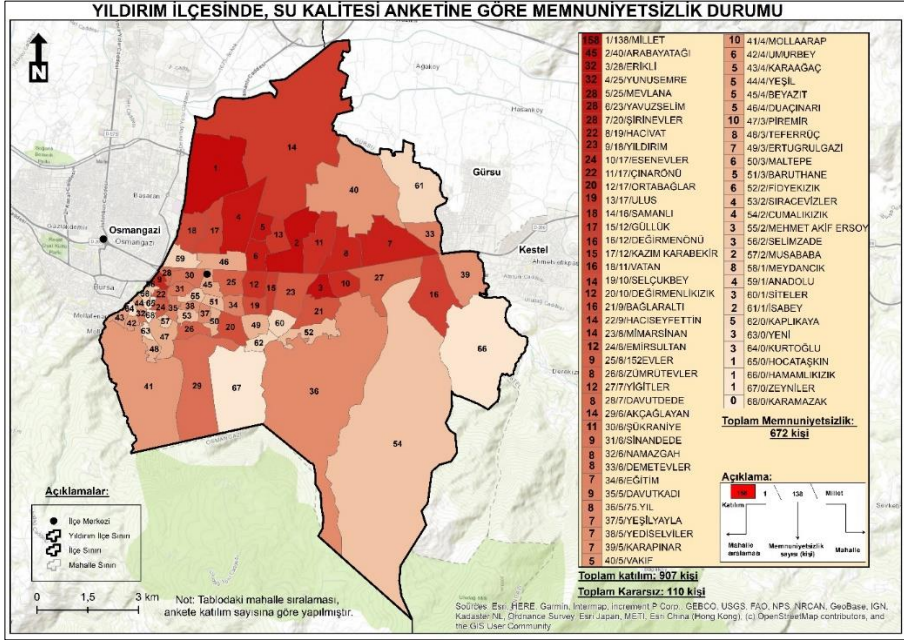 YILDIRIM İLÇESİNDE, SU KALİTESİ ANKETİNE GÖRE MEMNUNİYETSİZLİK DURUMU
N
Ağaköy
Hasanköy
Gürsu
Kestel
Osmangazi
Osmangazi
Bursa
158 1/138/MİLLET
45 2/40/ARABAYATAĞI
32 3/28/ERİKLİ
32 4/25/YUNUSEMRE
28 5/25/MEVLANA
28 6/23/YAVUZSELİM
28 7/20/ŞİRİNEVLER
22 8/19/HACİVAT
23 9/18/YILDIRIM
24 10/17/ESENEVLER
22 11/17/ÇINARÖNÜ
20 12/17/ORTABAĞLAR
19 13/17/ULUS
18 14/16/SAMANLI
17 15/12/GÜLLÜK
16 16/12/DEĞİRMENÖNÜ
17 17/12/KAZIM KARABEKİR
16 18/11/VATAN
14 19/10/SELÇUKBEY
12 20/10/DEĞİRMENLİKIZIK
16 21/9/BAĞLARALTI
14 22/9/HACISEYFETTİN
14 23/8/MİMARSİNAN
12 24/8/EMİRSULTAN
9 25/8/152EVLER
8 26/8/ZÜMRÜTEVLER
12 27/7/YİĞİTLER
8 28/7/DAVUTDEDE
14 29/6/AKÇAĞLAYAN
11 30/6/ŞÜKRANİYE
9 31/6/SİNANDEDE
8 32/6/NAMAZGAH
8 33/6/DEMETEVLER
7 34/6/EĞİTİM
9 35/5/DAVUTKADI
8 36/5/75.YIL
7 37/5/YEŞİLYAYLA
7 38/5/YEDİSELVİLER
7 39/5/KARAPINAR
5 40/5/VAKIF
10 41/4/MOLLAARAP
6 42/4/UMURBEY
5 43/4/KARAAĞAÇ
5 44/4/YEŞİL
5 45/4/BEYAZIT
5 46/4/DUAÇINARI
10 47/3/PİREMİR
8 48/3/TEFERRÜÇ
7 49/3/ERTUGRULGAZİ
6 50/3/MALTEPE
5 51/3/BARUTHANE
6 52/2/FİDYEKIZIK
4 53/2/SIRACEVİZLER
4 54/2/CUMALIKIZIK
3 55/2/MEHMET AKİF ERSOY
3 56/2/SELİMZADE
2 57/2/MUSABABA
8 58/1/MEYDANCIK
4 59/1/ANADOLU
3 60/1/SİTELER
2 61/1/İSABEY
5 62/0/KAPLIKAYA
3 63/0/YENİ
3 64/0/KURTOĞLU
1 65/0/HOCATAŞKIN
1 66/0/HAMAMLIKIZIK
1 67/0/ZEYNİLER
0 68/0/KARAMAZAK
Toplam Memnuniyetsizlik:
672 kişi
Açıklama:
1 138 Millet
Katılım
Mahalle sıralaması
Memnuniyetsizlik sayısı (kişi)
Mahalle
Toplam katılım: 907 kişi
Toplam Kararsız: 110 kişi
Açıklamalar:
İlçe Merkezi
Yıldırım İlçe Sınırı
İlçe Sınırı
Mahalle Sınırı
0 1,5 3 km
Not: Tablodaki mahalle sıralaması,
ankete katılım sayısına göre yapılmıştır.
Sources: Esri, HERE, Garmin, Intermap, increment P Corp., GEBCO, USGS, FAO, NPS, NRCAN, GeoBase, IGN,
Kadaster NL, Ordnance Survey, Esri Japan, METI, Esri China (Hong Kong), (c) OpenStreetMap contributors, and
the GIS User Community